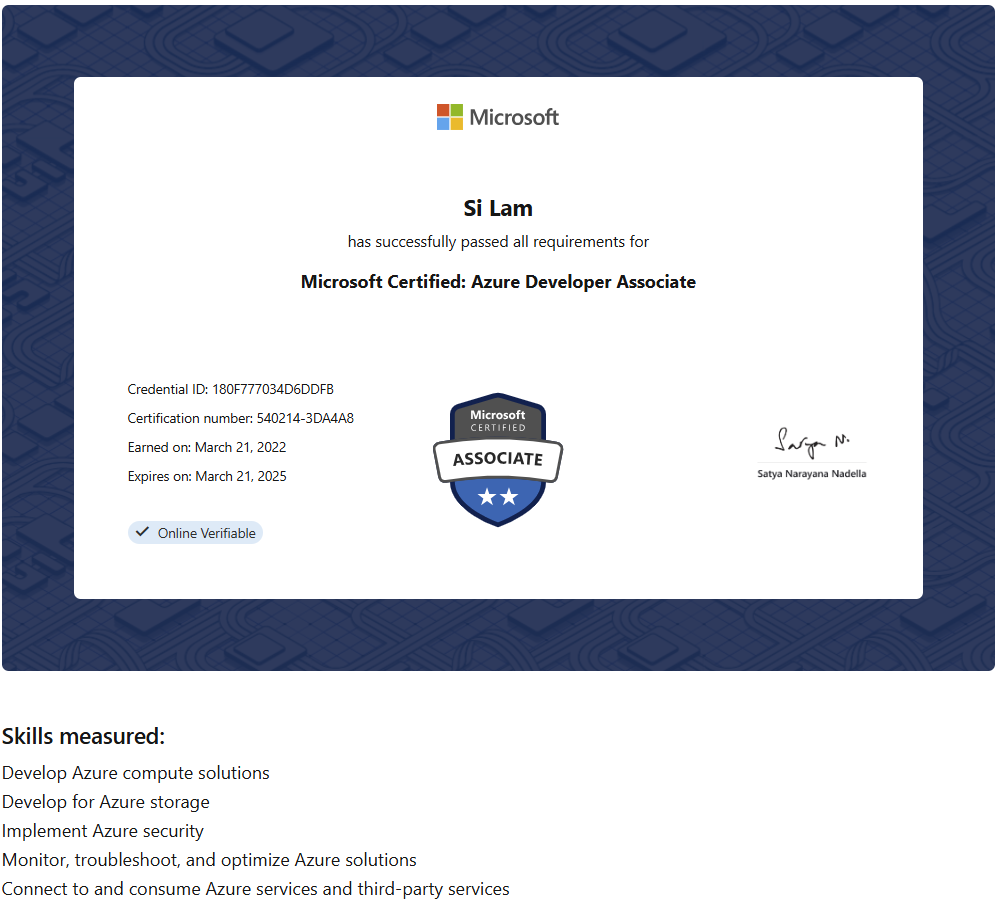 Microsoft
Si Lam
has successfully passed all requirements for
Microsoft Certified: Azure Developer Associate
Credential ID: 180F777034D6DDFB
Certification number: 540214-3DA4A8
Earned on: March 21, 2022
Expires on: March 21, 2025
Online Verifiable
Microsoft
CERTIFIED
ASSOCIATE
Satya N.
Satya Narayana Nadella
Skills measured:
Develop Azure compute solutions
Develop for Azure storage
Implement Azure security
Monitor, troubleshoot, and optimize Azure solutions
Connect to and consume Azure services and third-party services